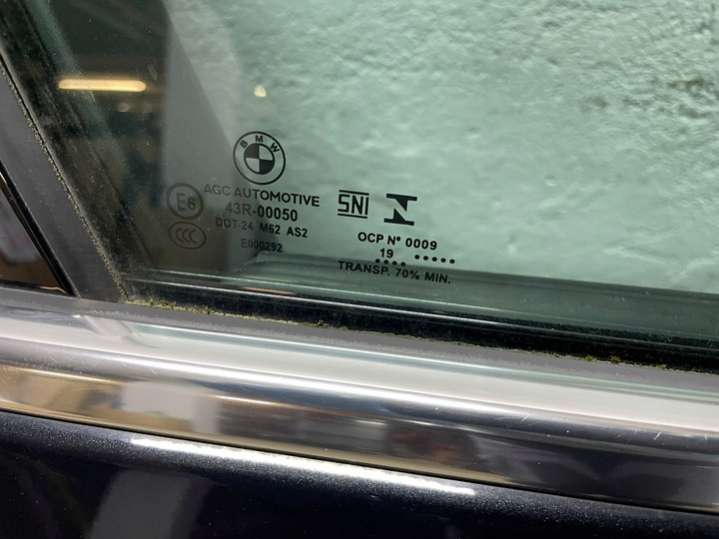 BMW
AGC AUTOMOTIVE
E6
43R-00050
DOT-24 M62 AS2
CCC
E000292
SNI
OCP N° 0009
19
TRANSP. 70% MIN.